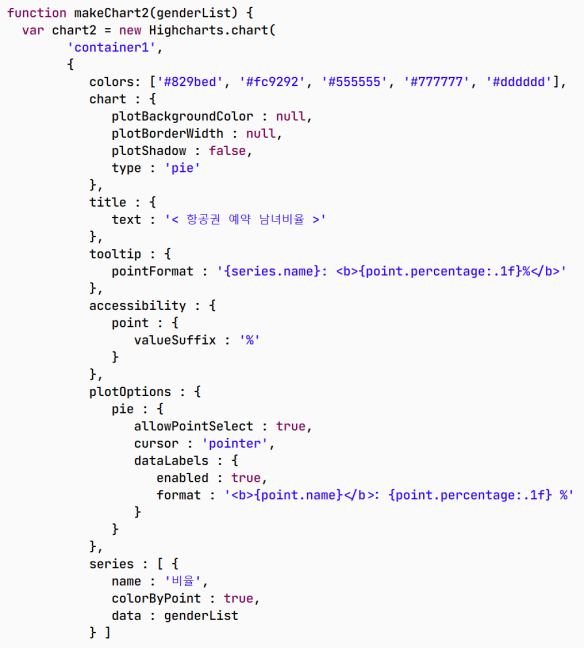 function makeChart2(genderList) {
  var chart2 = new Highcharts.chart(
        'container1',
        {
           colors: ['#829bed', '#fc9292', '#555555', '#777777', '#dddddd'],
           chart : {
              plotBackgroundColor : null,
              plotBorderWidth : null,
              plotShadow : false,
              type : 'pie'
           },
           title : {
              text : '< 항공권 예약 남녀비율 >'
           },
           tooltip : {
              pointFormat : '{series.name}: <b>{point.percentage:.1f}%</b>'
           },
           accessibility : {
              point : {
                 valueSuffix : '%'
              }
           },
           plotOptions : {
              pie : {
                 allowPointSelect : true,
                 cursor : 'pointer',
                 dataLabels : {
                    enabled : true,
                    format : '<b>{point.name}</b>: {point.percentage:.1f} %'
                 }
              }
           },
           series : [ {
              name : '비율',
              colorByPoint : true,
              data : genderList
           } ]